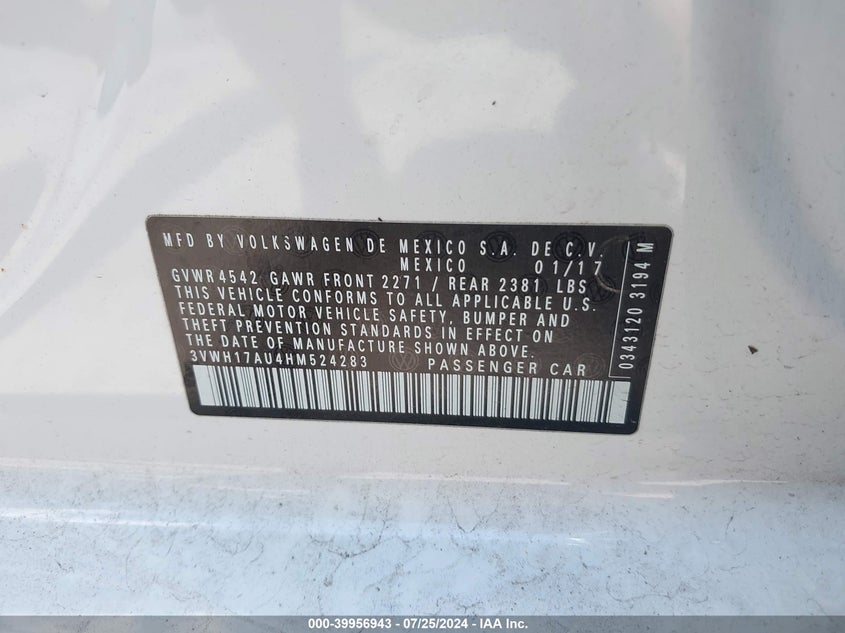 MFD BY VOLKSWAGEN DE MEXICO S.A. DE C.V.
MEXICO 01/17
GVWR 4542 GAWR FRONT 2271 / REAR 2381 LBS
THIS VEHICLE CONFORMS TO ALL APPLICABLE U.S.
FEDERAL MOTOR VEHICLE SAFETY, BUMPER AND
THEFT PREVENTION STANDARDS IN EFFECT ON
THE DATE OF MANUFACTURE SHOWN ABOVE.
3VWH17AU4HM524283 PASSENGER CAR
0343120 3194 M
000-39956943 - 07/25/2024 - IAAI.COM